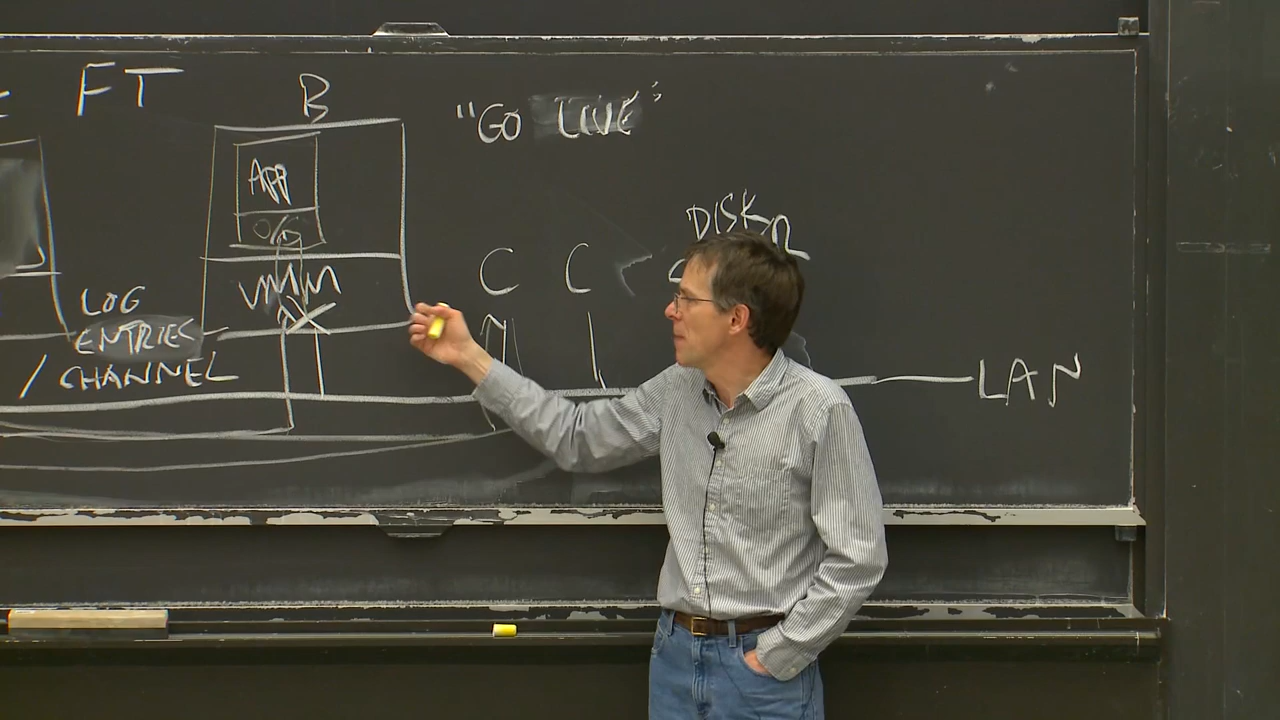 FT
B
"GO LIVE"
APP
O/S
VMM
LOG
ENTRIES
/ CHANNEL
C C
DISK
LAN